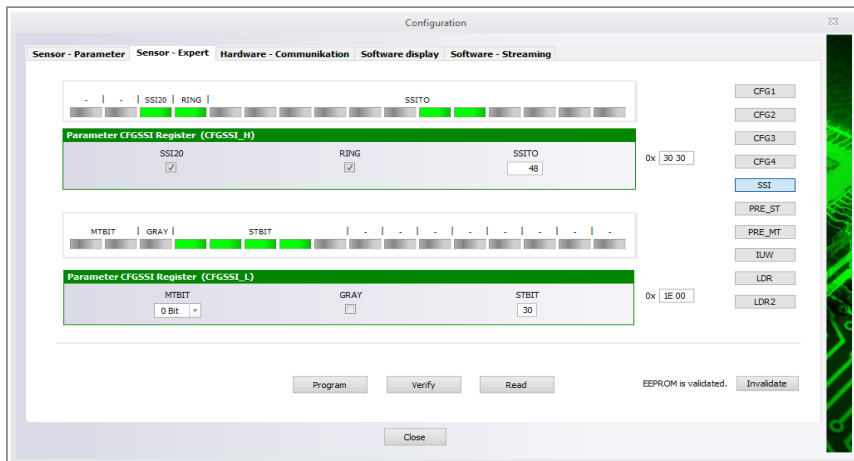 Configuration
Sensor - Parameter Sensor - Expert Hardware - Communikation Software display Software - Streaming
- - SSI20 RING SSITO
Parameter CFGSSI Register (CFGSSI_H)
SSI20 RING SSITO
48
0x 30 30
MTBIT GRAY STBIT - - - - - - - -
Parameter CFGSSI Register (CFGSSI_L)
MTBIT GRAY STBIT
0 Bit 30
0x 1E 00
CFG1
CFG2
CFG3
CFG4
SSI
PRE_ST
PRE_MT
IUW
LDR
LDR2
Program Verify Read EEPROM is validated. Invalidate
Close